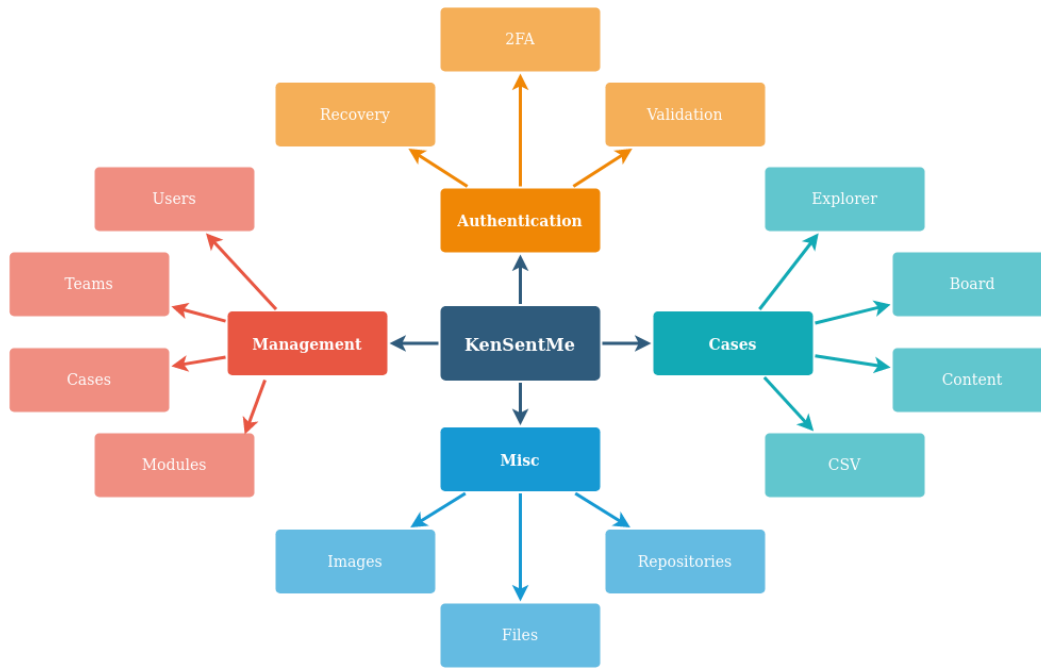 2FA
Recovery
Validation
Users
Authentication
Explorer
Teams
Board
Management
KenSentMe
Cases
Cases
Content
Modules
Misc
CSV
Images
Repositories
Files